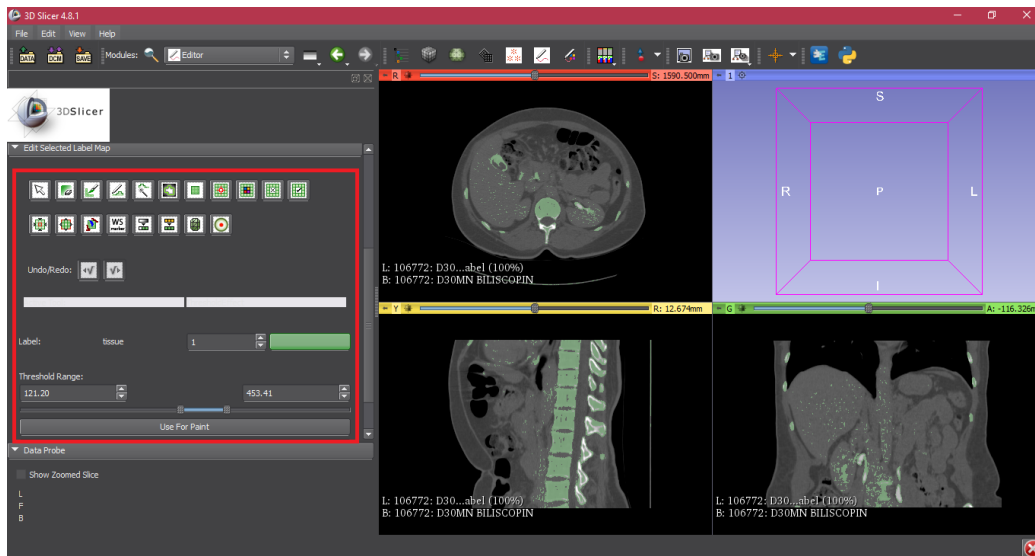 3D Slicer 4.8.1
File Edit View Help
DATA DCM SAVE Modules: Editor
3DSlicer
Edit Selected Label Map
WS
marker
Undo/Redo:
Label: tissue 1
Threshold Range:
121.20 453.41
Use For Paint
Data Probe
Show Zoomed Slice
L
F
B
R S: 1590.500mm
L: 106772: D30...abel (100%)
B: 106772: D30MN BILISCOPIN
1
S
R P L
I
Y R: 12.674mm
L: 106772: D30...abel (100%)
B: 106772: D30MN BILISCOPIN
G A: -116.326m
L: 106772: D30...abel (100%)
B: 106772: D30MN BILISCOPIN